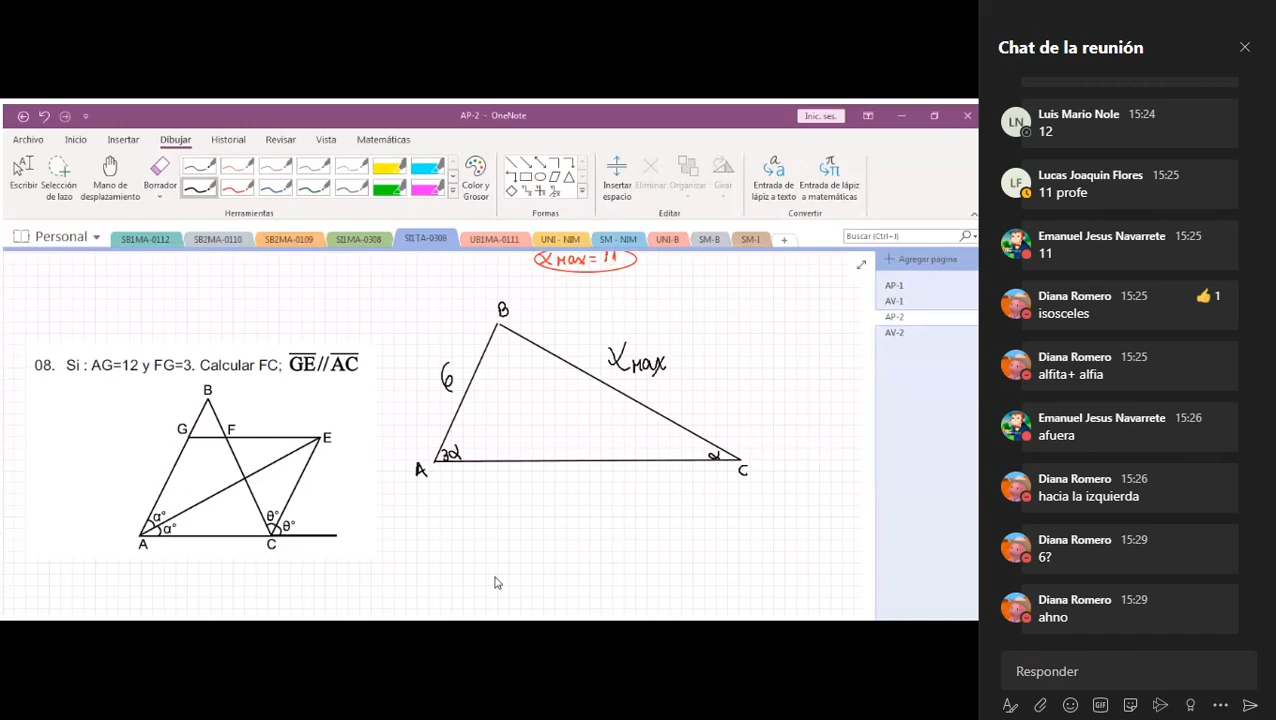 Chat de la reunión
Luis Mario Nole 15:24
12
Lucas Joaquin Flores 15:25
11 profe
Emanuel Jesus Navarrete 15:25
11
Diana Romero 15:25
1
isosceles
Diana Romero 15:25
alfita+ alfia
Emanuel Jesus Navarrete 15:26
afuera
Diana Romero 15:26
hacia la izquierda
Diana Romero 15:29
6?
Diana Romero 15:29
ahno
Responder
AP-2 - OneNote
Inic. ses.
Archivo Inicio Insertar Dibujar Historial Revisar Vista Matemáticas
Escribir
Selección de lazo
Mano de desplazamiento
Borrador
Color y Grosor
Insertar espacio
Eliminar
Organizar
Girar
Entrada de lápiz a texto
Entrada de lápiz a matemáticas
Herramientas Formas Editar Convertir
Personal
SB1MA-0112 SB2MA-0110 SB2MA-0109 SI1MA-0308 SI1TA-0308 UB1MA-0111 UNI - NIM SM - NIM UNI-B SM-B SM-I
Buscar (Ctrl+J)
Agregar página
AP-1
AV-1
AP-2
AV-2
X MAX = 11
08. Si : AG=12 y FG=3. Calcular FC; GE//AC
B
G F E
α° α° θ° θ°
A C
B
6 X MAX
3α α
A C